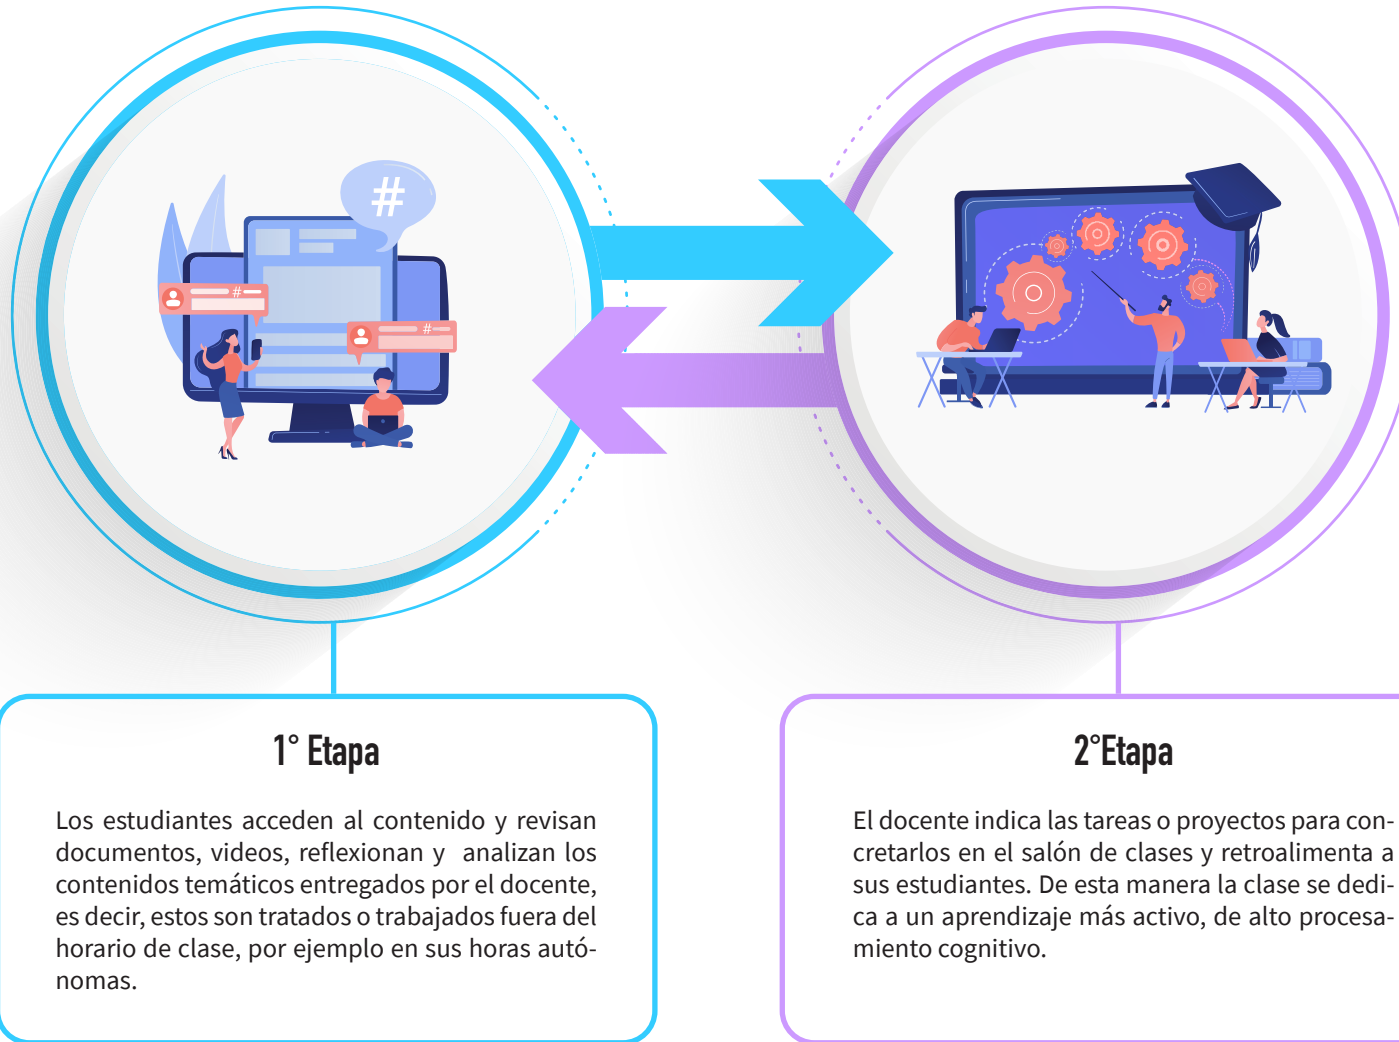 #
#
#
1° Etapa
Los estudiantes acceden al contenido y revisan
documentos, videos, reflexionan y analizan los
contenidos temáticos entregados por el docente,
es decir, estos son tratados o trabajados fuera del
horario de clase, por ejemplo en sus horas autó-
nomas.
2°Etapa
El docente indica las tareas o proyectos para con-
cretarlos en el salón de clases y retroalimenta a
sus estudiantes. De esta manera la clase se dedi-
ca a un aprendizaje más activo, de alto procesa-
miento cognitivo.